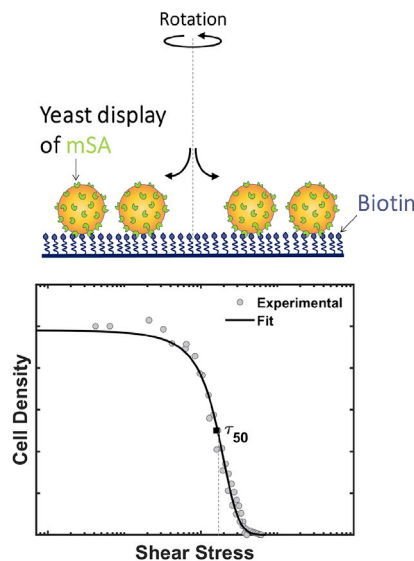 Rotation
Yeast display
of mSA
Biotin
Experimental
Fit
τ50
Cell Density
Shear Stress